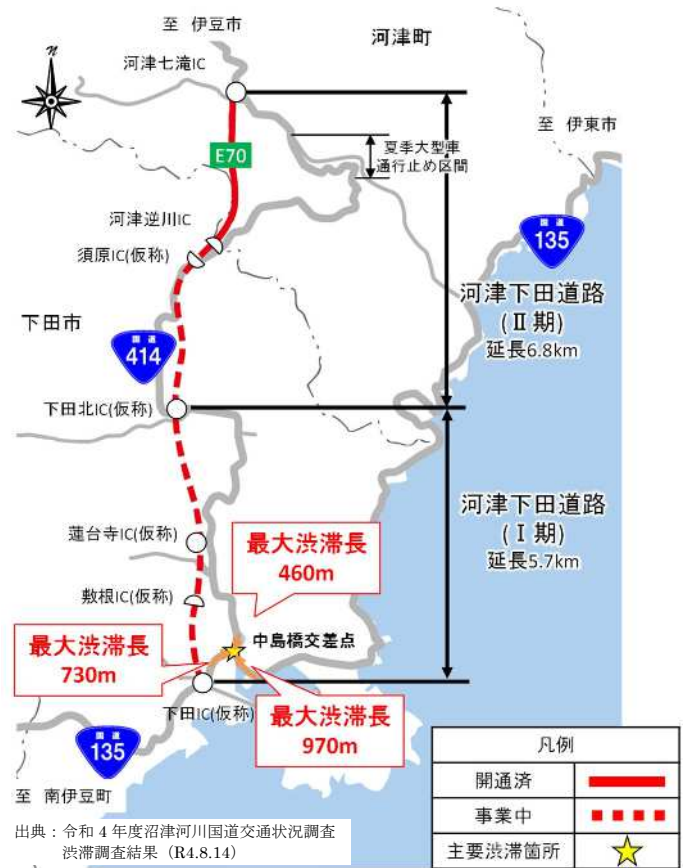 至 伊豆市
河津町
河津七滝IC
N
至 伊東市
夏季大型車
通行止め区間
E70
国道
135
河津逆川IC
須原IC(仮称)
河津下田道路
(Ⅱ期)
延長6.8km
下田市
国道
414
下田北IC(仮称)
河津下田道路
(Ⅰ期)
延長5.7km
蓮台寺IC(仮称)
最大渋滞長
460m
敷根IC(仮称)
中島橋交差点
最大渋滞長
730m
下田IC(仮称)
最大渋滞長
970m
国道
135
至 南伊豆町
凡例
開通済
事業中
主要渋滞箇所
出典：令和4年度沼津河川国道交通状況調査
渋滞調査結果（R4.8.14）